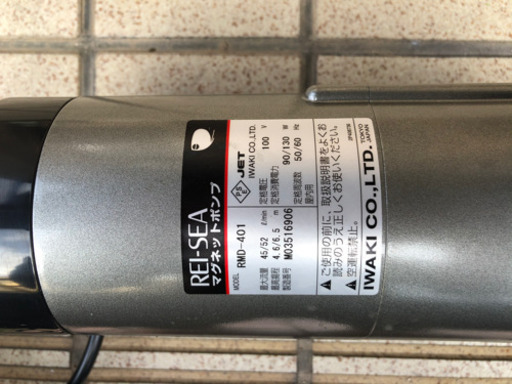 REI-SEA
マグネットポンプ
MODEL RMD-401
最大流量 45/52 ℓ/min
最高揚程 4.6/6.5 m
製造番号 M03516906
PS E JET
IWAKI CO.,LTD.
定格電圧 100 V
定格消費電力 90/130 W
定格周波数 50/60 Hz
屋内用
⚠ご使用の前に、取扱説明書をよくお
読みのうえ正しくお使いください。
⚠空運転禁止。
IWAKI CO.,LTD. TOKYO
JAPAN